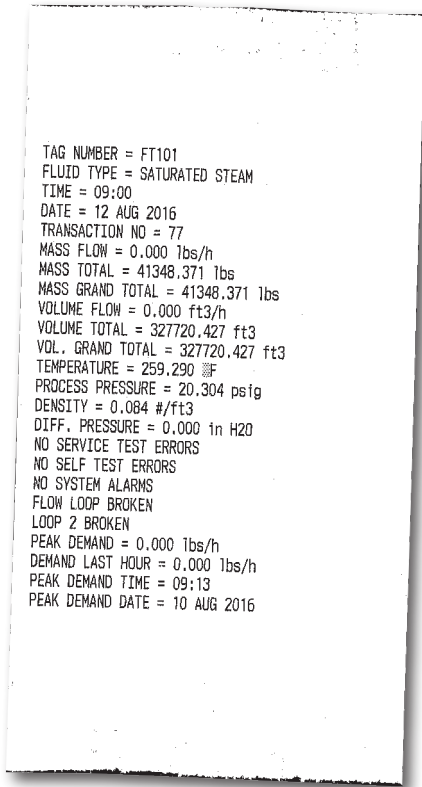 TAG NUMBER = FT101
FLUID TYPE = SATURATED STEAM
TIME = 09:00
DATE = 12 AUG 2016
TRANSACTION NO = 77
MASS FLOW = 0.000 lbs/h
MASS TOTAL = 41348.371 lbs
MASS GRAND TOTAL = 41348.371 lbs
VOLUME FLOW = 0.000 ft3/h
VOLUME TOTAL = 327720.427 ft3
VOL. GRAND TOTAL = 327720.427 ft3
TEMPERATURE = 259.290 ▒F
PROCESS PRESSURE = 20.304 psig
DENSITY = 0.084 #/ft3
DIFF. PRESSURE = 0.000 in H20
NO SERVICE TEST ERRORS
NO SELF TEST ERRORS
NO SYSTEM ALARMS
FLOW LOOP BROKEN
LOOP 2 BROKEN
PEAK DEMAND = 0.000 lbs/h
DEMAND LAST HOUR = 0.000 lbs/h
PEAK DEMAND TIME = 09:13
PEAK DEMAND DATE = 10 AUG 2016